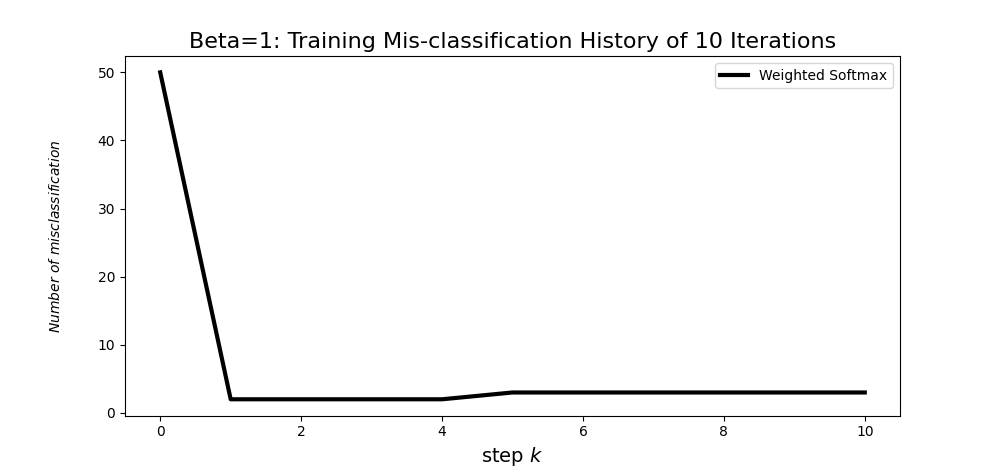 Beta=1: Training Mis-classification History of 10 Iterations
Weighted Softmax
Number of misclassification
50
40
30
20
10
0
0 2 4 6 8 10
step k